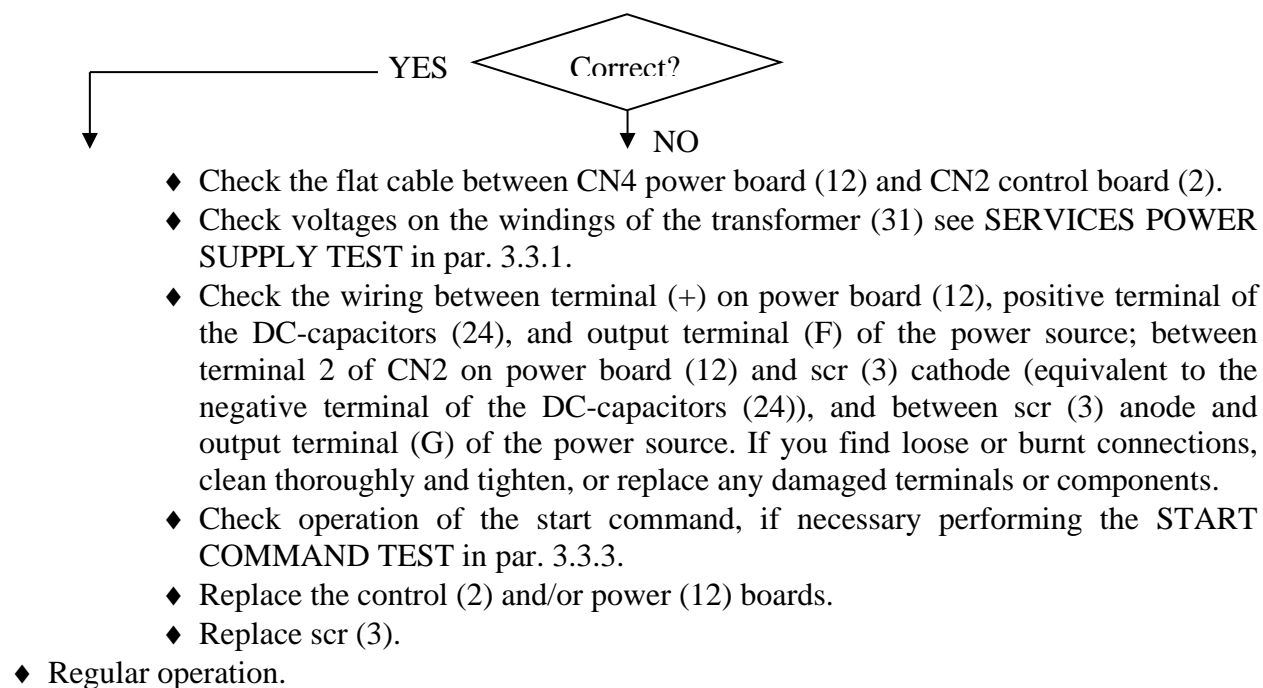 YES Correct?
NO
♦ Check the flat cable between CN4 power board (12) and CN2 control board (2).
♦ Check voltages on the windings of the transformer (31) see SERVICES POWER
SUPPLY TEST in par. 3.3.1.
♦ Check the wiring between terminal (+) on power board (12), positive terminal of
the DC-capacitors (24), and output terminal (F) of the power source; between
terminal 2 of CN2 on power board (12) and scr (3) cathode (equivalent to the
negative terminal of the DC-capacitors (24)), and between scr (3) anode and
output terminal (G) of the power source. If you find loose or burnt connections,
clean thoroughly and tighten, or replace any damaged terminals or components.
♦ Check operation of the start command, if necessary performing the START
COMMAND TEST in par. 3.3.3.
♦ Replace the control (2) and/or power (12) boards.
♦ Replace scr (3).
♦ Regular operation.